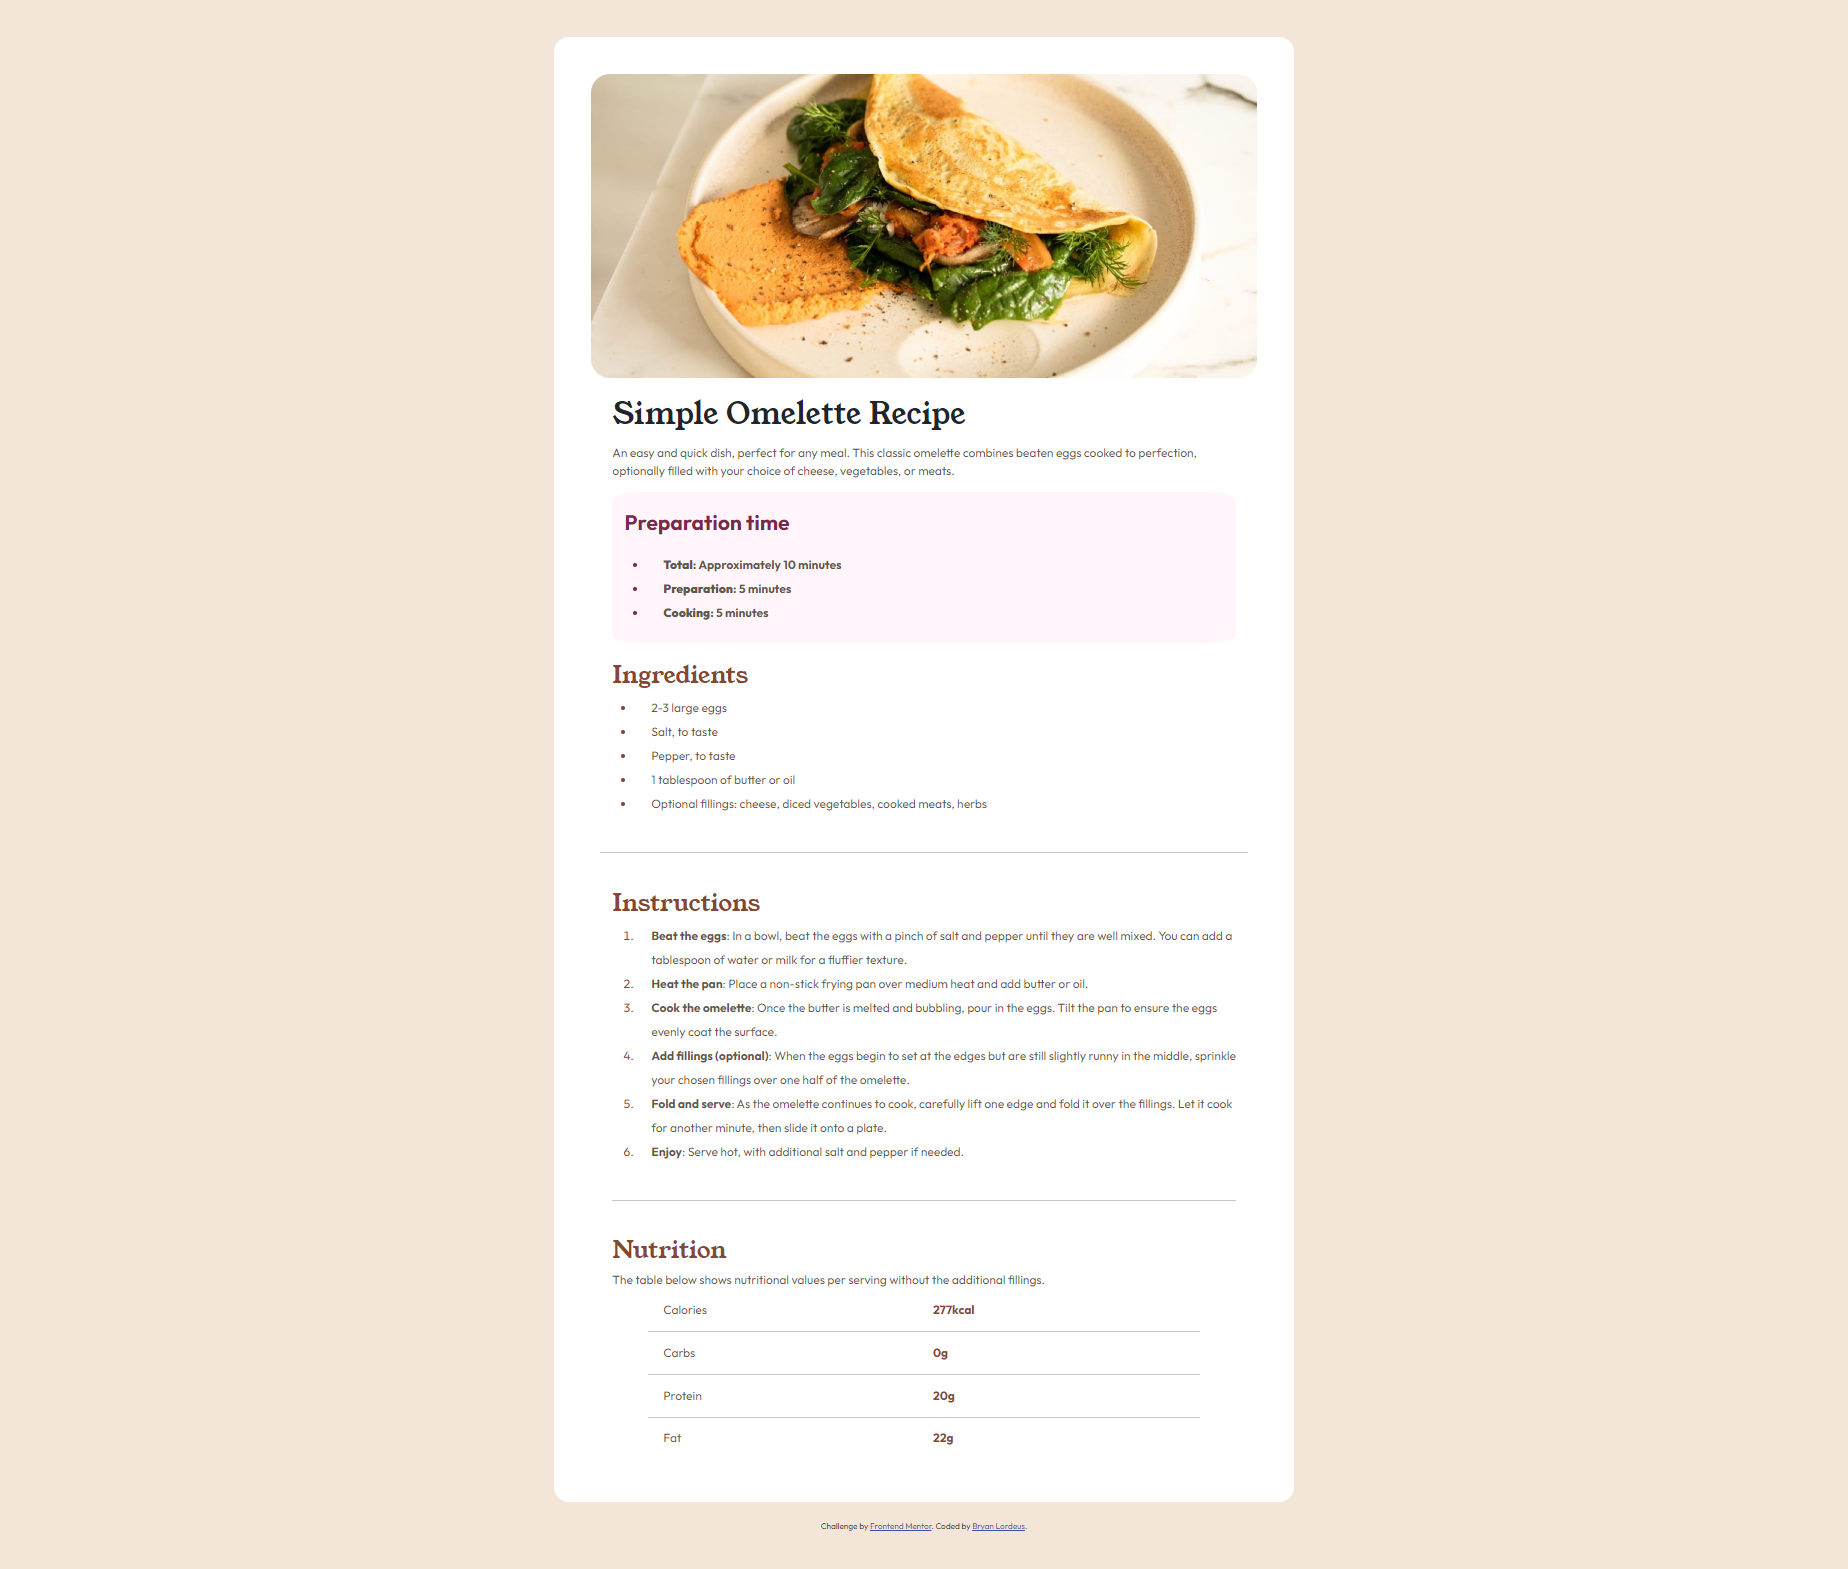 Simple Omelette Recipe
An easy and quick dish, perfect for any meal. This classic omelette combines beaten eggs cooked to perfection,
optionally filled with your choice of cheese, vegetables, or meats.
Preparation time
• Total: Approximately 10 minutes
• Preparation: 5 minutes
• Cooking: 5 minutes
Ingredients
• 2-3 large eggs
• Salt, to taste
• Pepper, to taste
• 1 tablespoon of butter or oil
• Optional fillings: cheese, diced vegetables, cooked meats, herbs
Instructions
1. Beat the eggs: In a bowl, beat the eggs with a pinch of salt and pepper until they are well mixed. You can add a
tablespoon of water or milk for a fluffier texture.
2. Heat the pan: Place a non-stick frying pan over medium heat and add butter or oil.
3. Cook the omelette: Once the butter is melted and bubbling, pour in the eggs. Tilt the pan to ensure the eggs
evenly coat the surface.
4. Add fillings (optional): When the eggs begin to set at the edges but are still slightly runny in the middle, sprinkle
your chosen fillings over one half of the omelette.
5. Fold and serve: As the omelette continues to cook, carefully lift one edge and fold it over the fillings. Let it cook
for another minute, then slide it onto a plate.
6. Enjoy: Serve hot, with additional salt and pepper if needed.
Nutrition
The table below shows nutritional values per serving without the additional fillings.
Calories 277kcal
Carbs 0g
Protein 20g
Fat 22g
Challenge by Frontend Mentor. Coded by Bryan Lordeus.